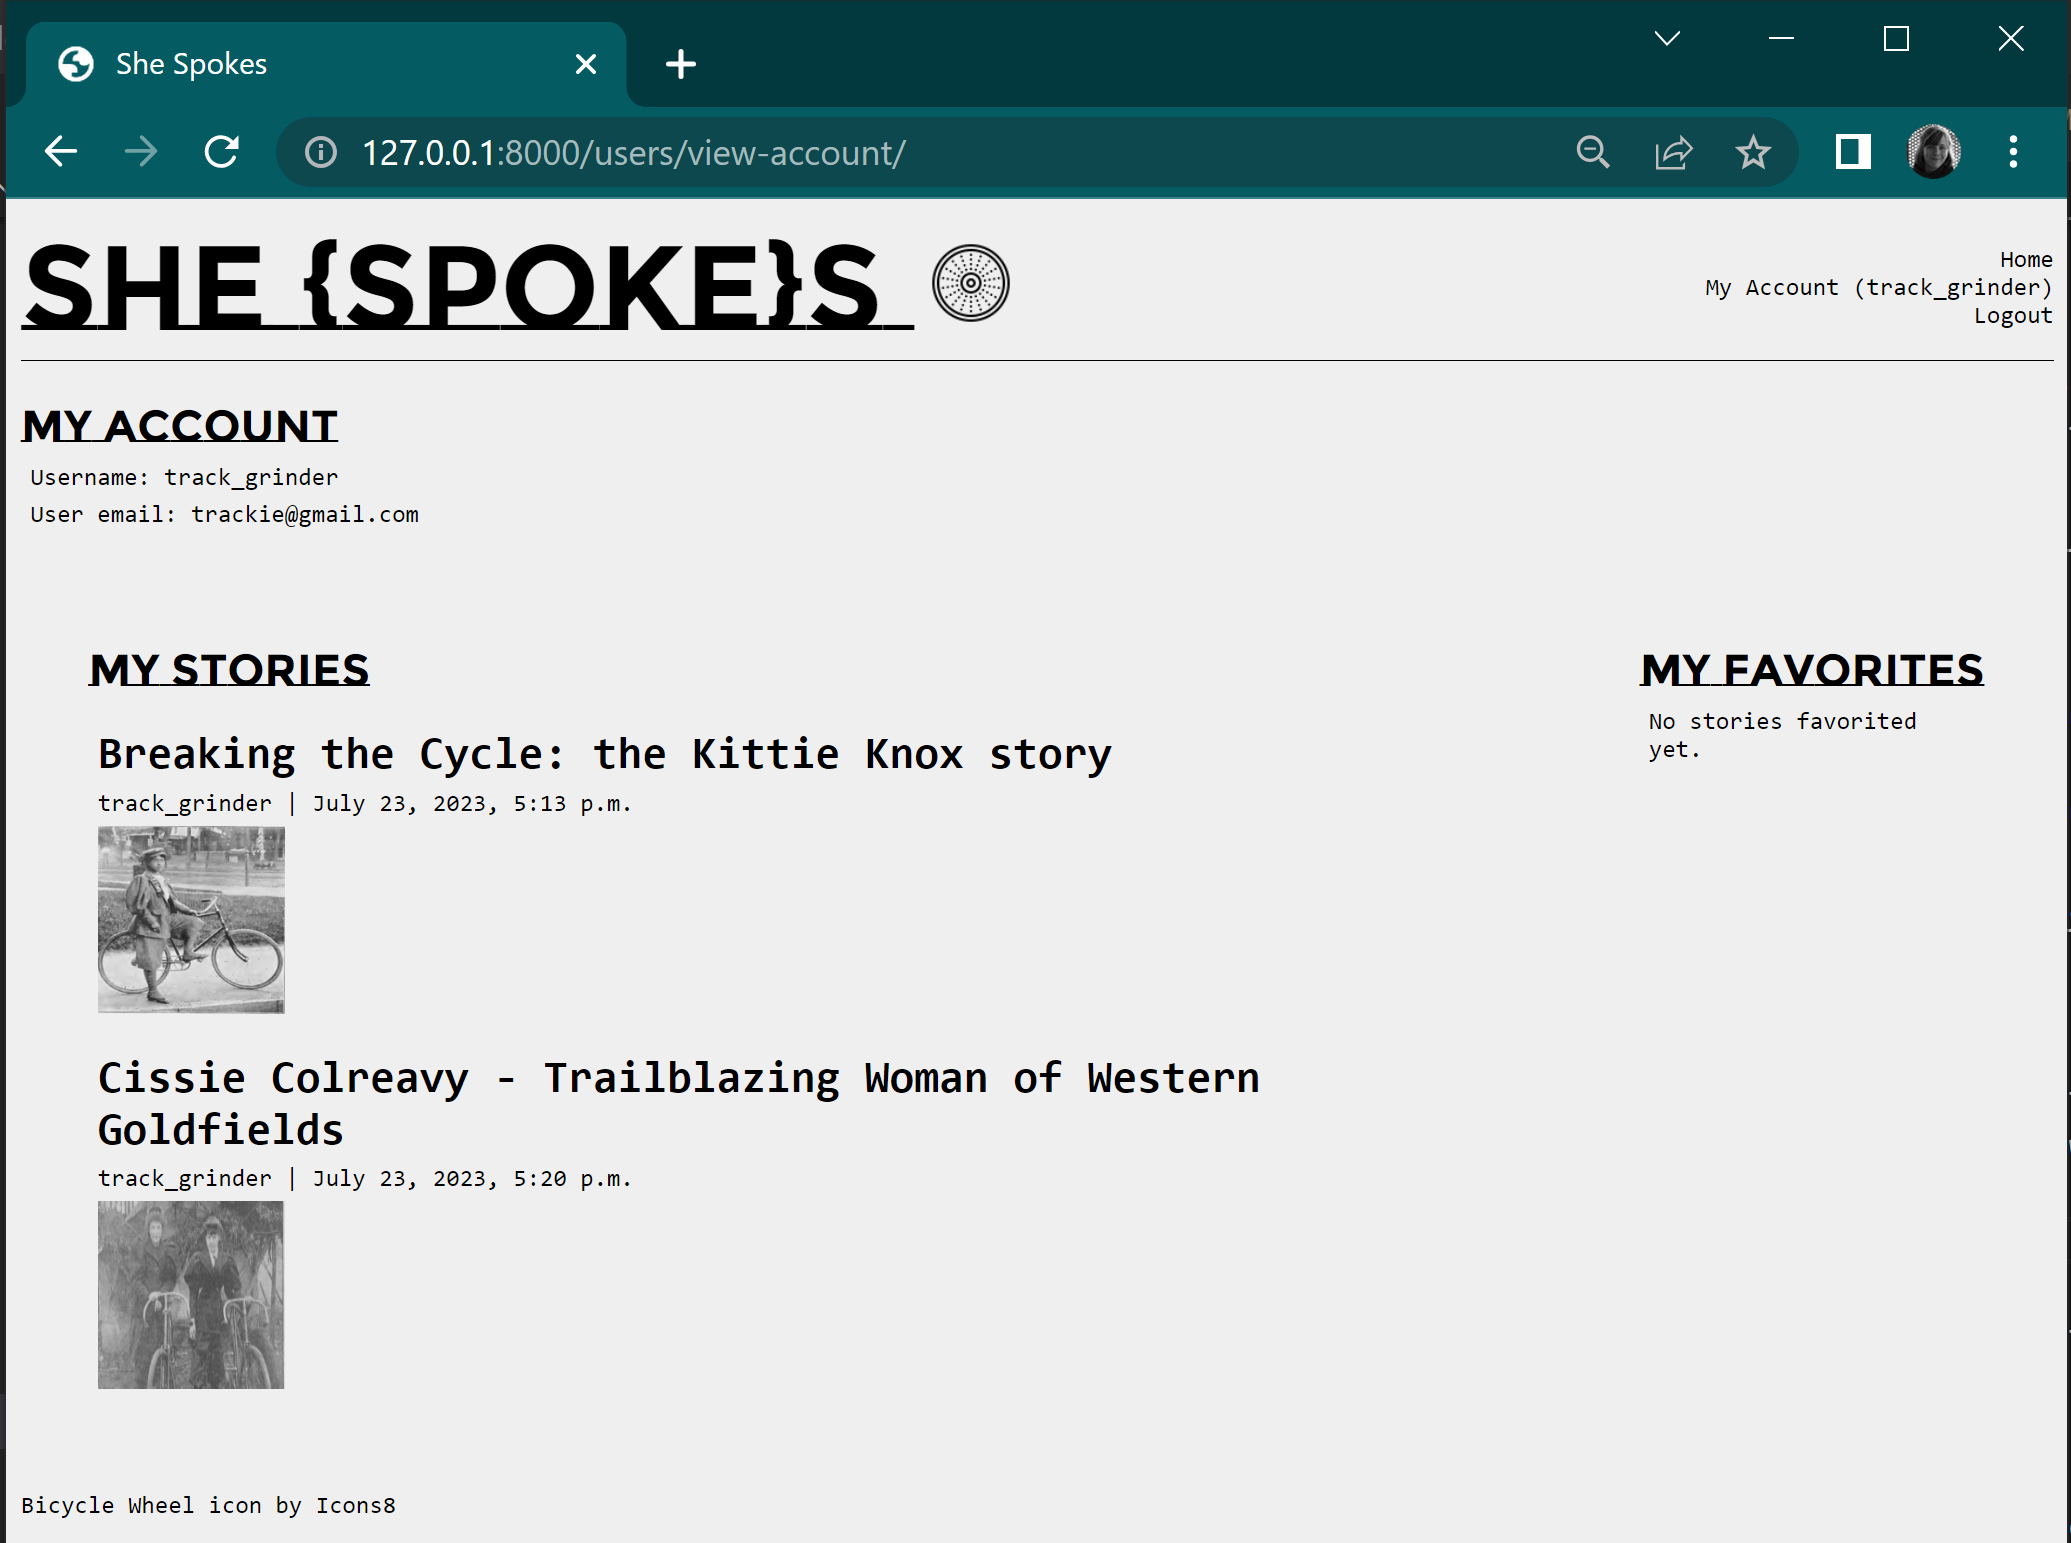 She Spokes
127.0.0.1:8000/users/view-account/
SHE {SPOKE}S
Home
My Account (track_grinder)
Logout
MY ACCOUNT
Username: track_grinder
User email: trackie@gmail.com
MY STORIES
Breaking the Cycle: the Kittie Knox story
track_grinder | July 23, 2023, 5:13 p.m.
Cissie Colreavy - Trailblazing Woman of Western
Goldfields
track_grinder | July 23, 2023, 5:20 p.m.
MY FAVORITES
No stories favorited
yet.
Bicycle Wheel icon by Icons8